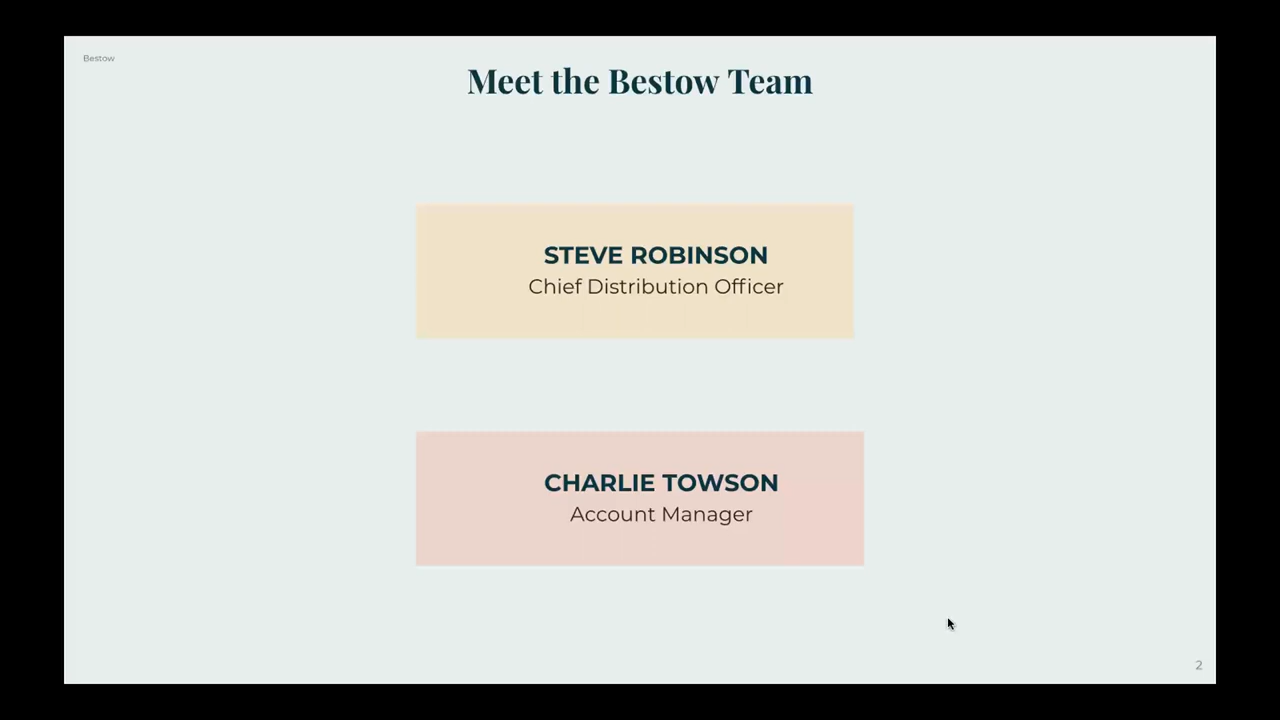 Bestow
Meet the Bestow Team
STEVE ROBINSON
Chief Distribution Officer
CHARLIE TOWSON
Account Manager
2